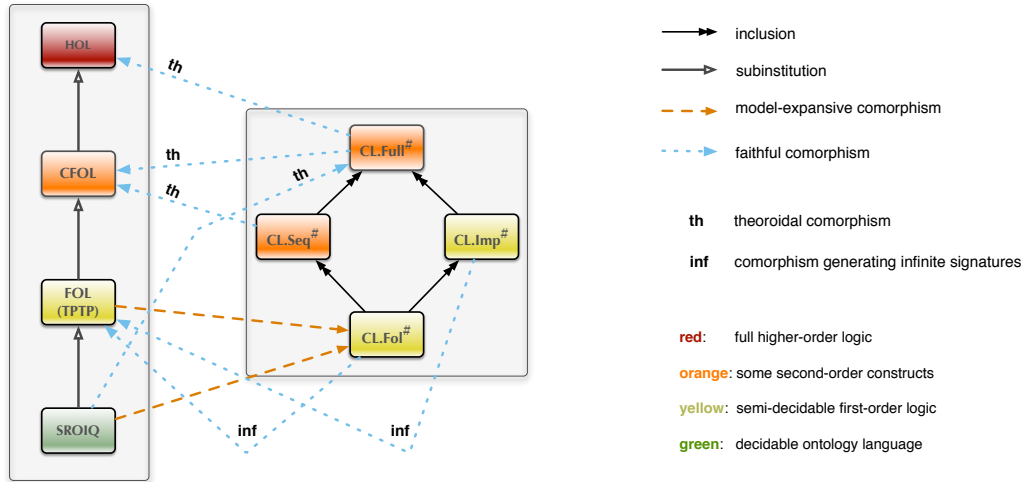 HOL
th
CL.Full#
th
CFOL
th
th
CL.Seq#
CL.Imp#
FOL
(TPTP)
CL.Fol#
SROIQ
inf
inf
inclusion
subinstitution
model-expansive comorphism
faithful comorphism
th theoroidal comorphism
inf comorphism generating infinite signatures
red: full higher-order logic
orange: some second-order constructs
yellow: semi-decidable first-order logic
green: decidable ontology language